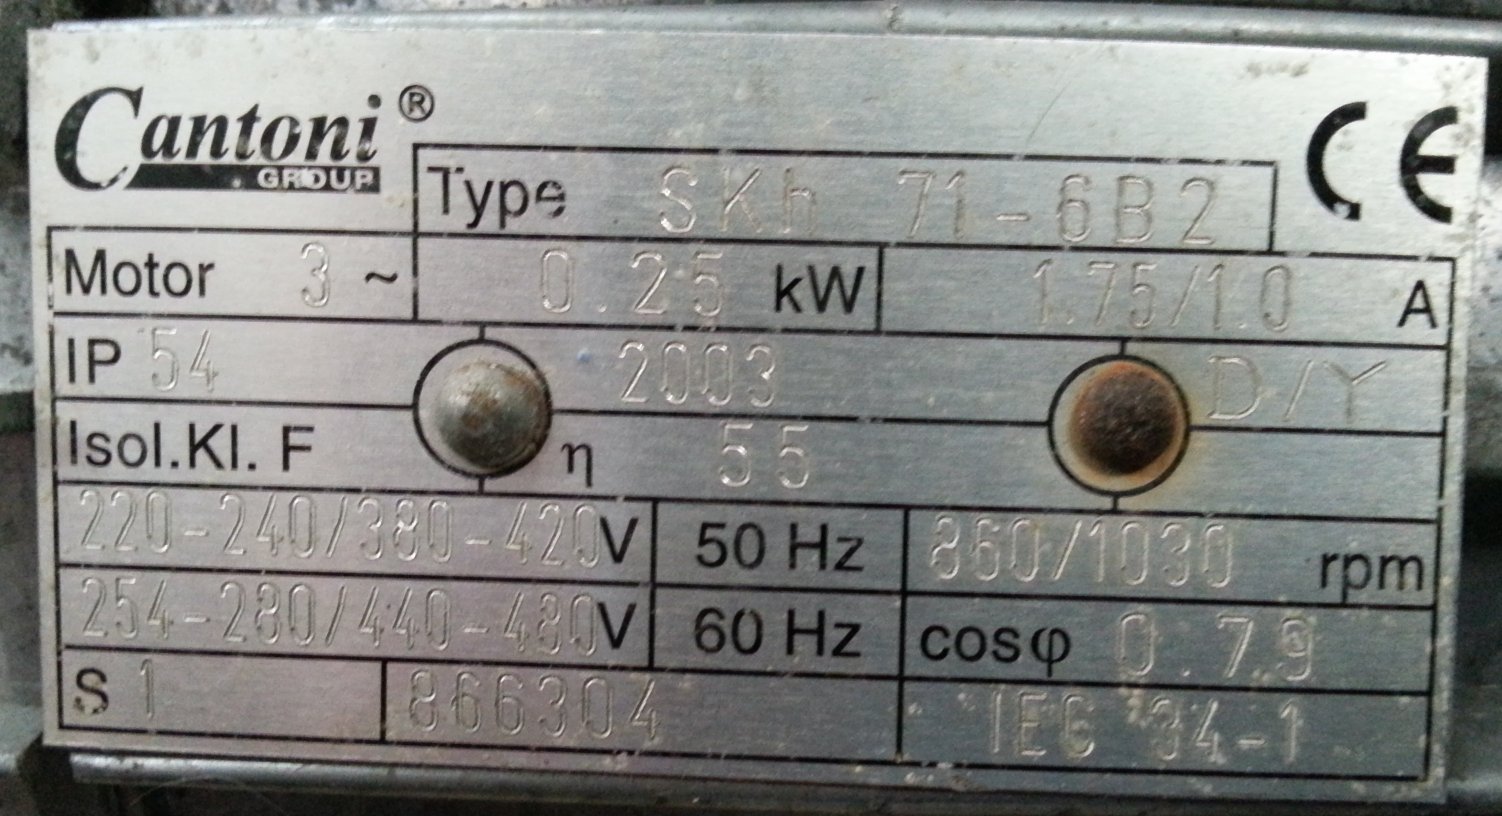 Cantoni ®
GROUP
CE
Type SKh 71-6B2
Motor 3 ~ 0.25 kW 1.75/1.0 A
IP 54 2003 D/Y
Isol.Kl. F η 55
220-240/380-420V 50 Hz 860/1030 rpm
254-280/440-480V 60 Hz cosφ 0.79
S 1 866304 IEC 34-1